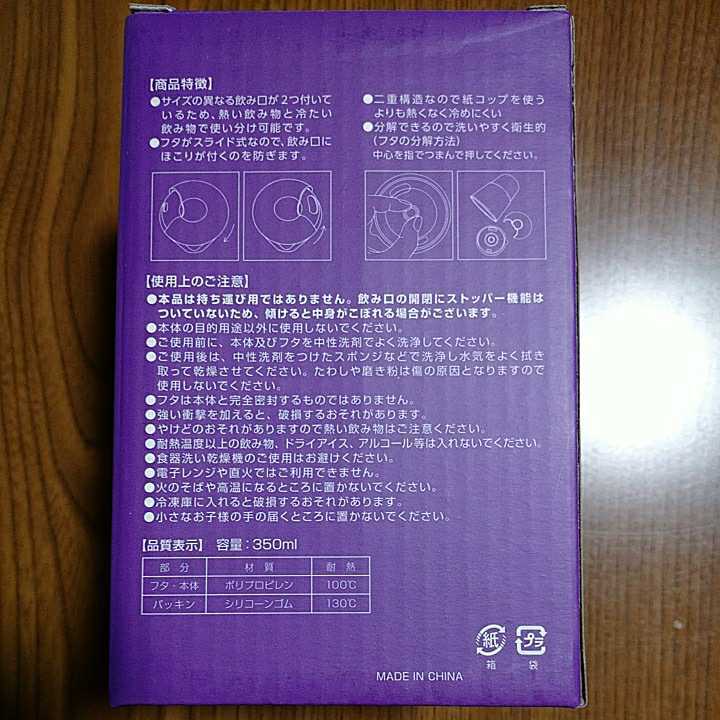 【商品特徴】
●サイズの異なる飲み口が2つ付いて
いるため、熱い飲み物と冷たい
飲み物で使い分け可能です。
●フタがスライド式なので、飲み口に
ほこりが付くのを防ぎます。
●二重構造なので紙コップを使う
よりも熱くなく冷めにくい
●分解できるので洗いやすく衛生的
(フタの分解方法)
中心を指でつまんで押してください。
【使用上のご注意】
●本品は持ち運び用ではありません。飲み口の開閉にストッパー機能は
ついていないため、傾けると中身がこぼれる場合がございます。
●本体の目的用途以外に使用しないでください。
●ご使用前に、本体及びフタを中性洗剤でよく洗浄してください。
●ご使用後は、中性洗剤をつけたスポンジなどで洗浄し水気をよく拭き
取って乾燥させてください。たわしや磨き粉は傷の原因となりますので
使用しないでください。
●フタは本体と完全密封するものではありません。
●強い衝撃を加えると、破損するおそれがあります。
●やけどのおそれがありますので熱い飲み物はご注意ください。
●耐熱温度以上の飲み物、ドライアイス、アルコール等は入れないでください。
●食器洗い乾燥機のご使用はお避けください。
●電子レンジや直火ではご利用できません。
●火のそばや高温になるところに置かないでください。
●冷凍庫に入れると破損するおそれがあります。
●小さなお子様の手の届くところに置かないでください。
【品質表示】 容量:350ml
部分 材質 耐熱
フタ・本体 ポリプロピレン 100℃
パッキン シリコーンゴム 130℃
紙 プラ
箱 袋
MADE IN CHINA